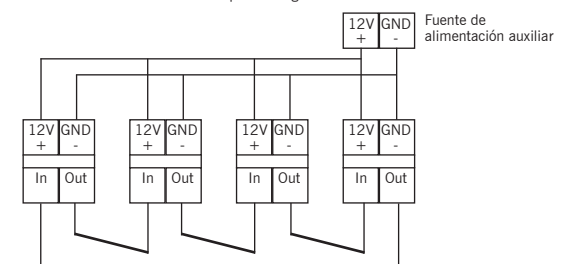 12V GND Fuente de
+ - alimentación auxiliar
12V GND 12V GND 12V GND 12V GND
+ - + - + - + -
In Out In Out In Out In Out